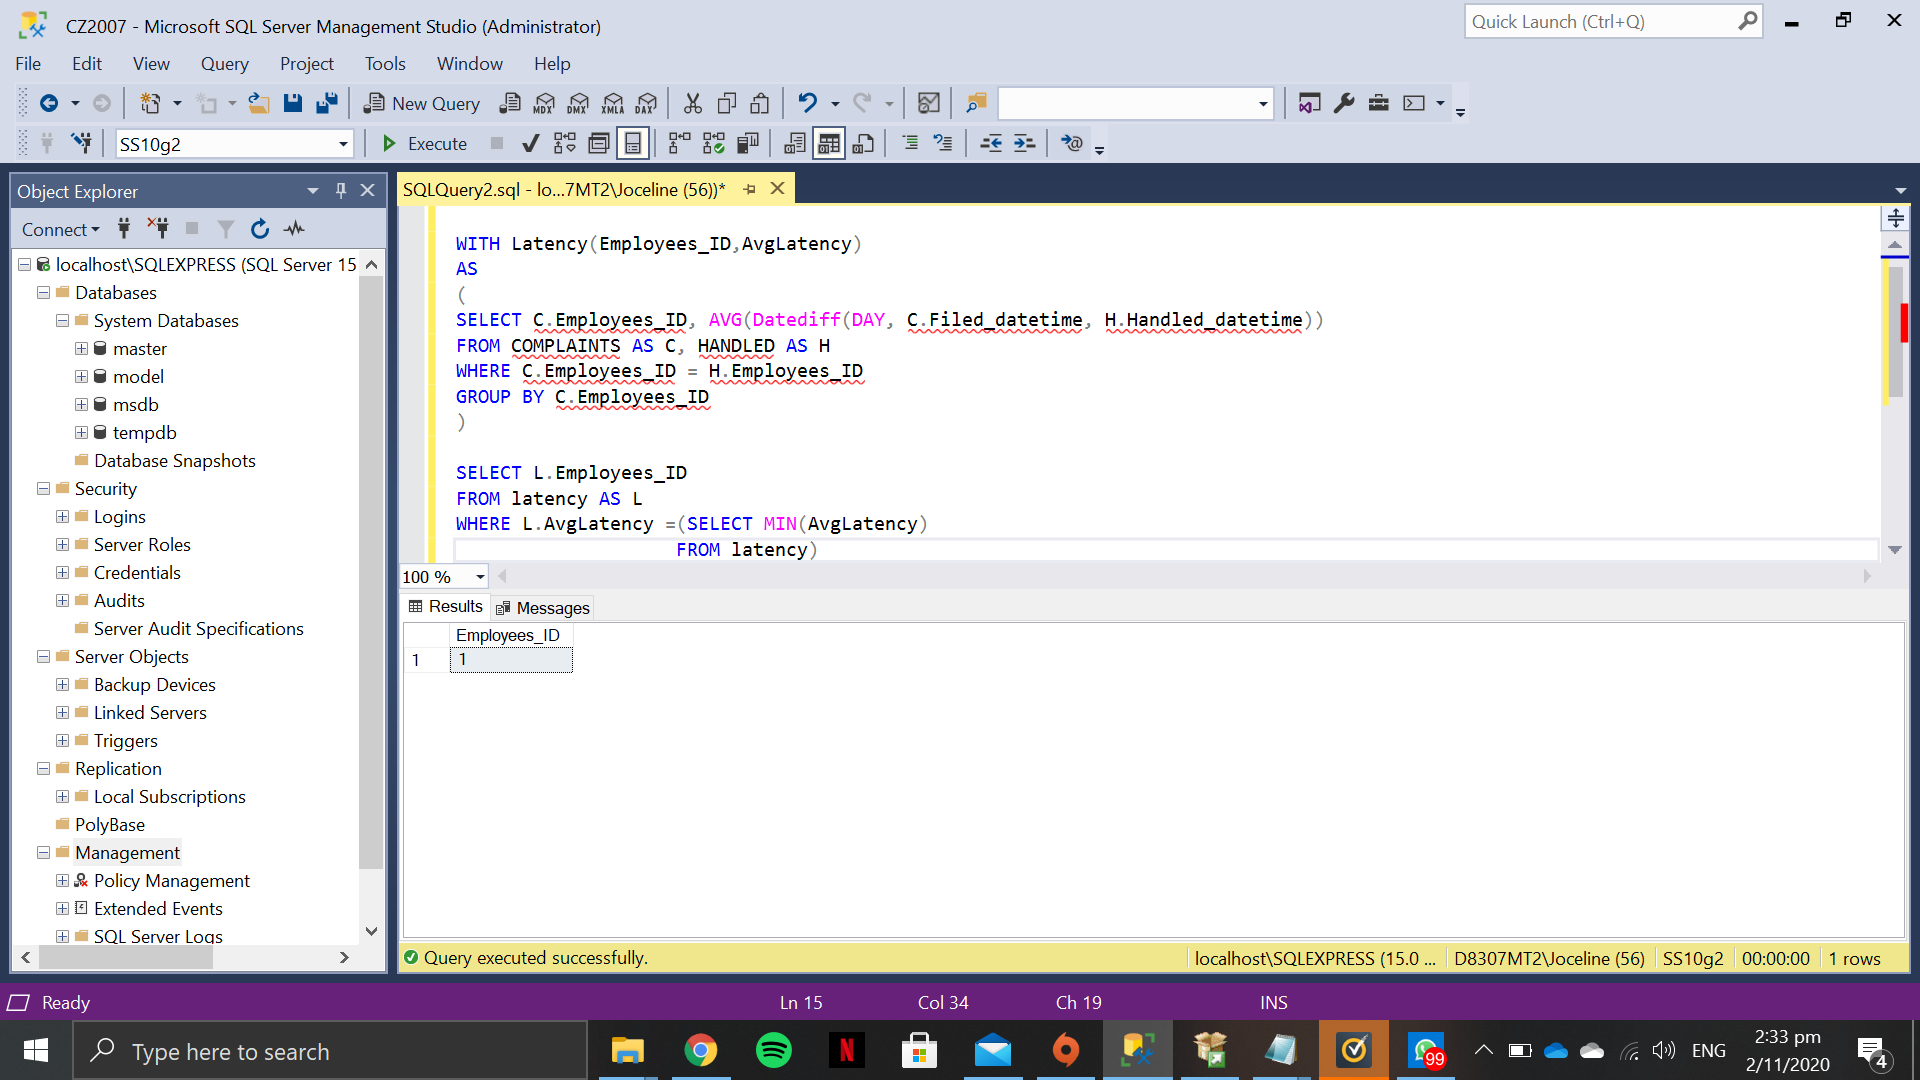 CZ2007 - Microsoft SQL Server Management Studio (Administrator)
Quick Launch (Ctrl+Q)
File Edit View Query Project Tools Window Help
New Query MDX DMX XMLA DAX
SS10g2
Execute
Object Explorer
SQLQuery2.sql - lo...7MT2\Joceline (56))*
Connect
localhost\SQLEXPRESS (SQL Server 15
Databases
System Databases
master
model
msdb
tempdb
Database Snapshots
Security
Logins
Server Roles
Credentials
Audits
Server Audit Specifications
Server Objects
Backup Devices
Linked Servers
Triggers
Replication
Local Subscriptions
PolyBase
Management
Policy Management
Extended Events
SQL Server Logs
WITH Latency(Employees_ID,AvgLatency)
AS
(
SELECT C.Employees_ID, AVG(Datediff(DAY, C.Filed_datetime, H.Handled_datetime))
FROM COMPLAINTS AS C, HANDLED AS H
WHERE C.Employees_ID = H.Employees_ID
GROUP BY C.Employees_ID
)
SELECT L.Employees_ID
FROM latency AS L
WHERE L.AvgLatency =(SELECT MIN(AvgLatency)
FROM latency)
100 %
Results Messages
Employees_ID
1 1
Query executed successfully.
localhost\SQLEXPRESS (15.0 ... D8307MT2\Joceline (56) SS10g2 00:00:00 1 rows
Ready Ln 15 Col 34 Ch 19 INS
Type here to search
N
99
ENG
2:33 pm
2/11/2020
4